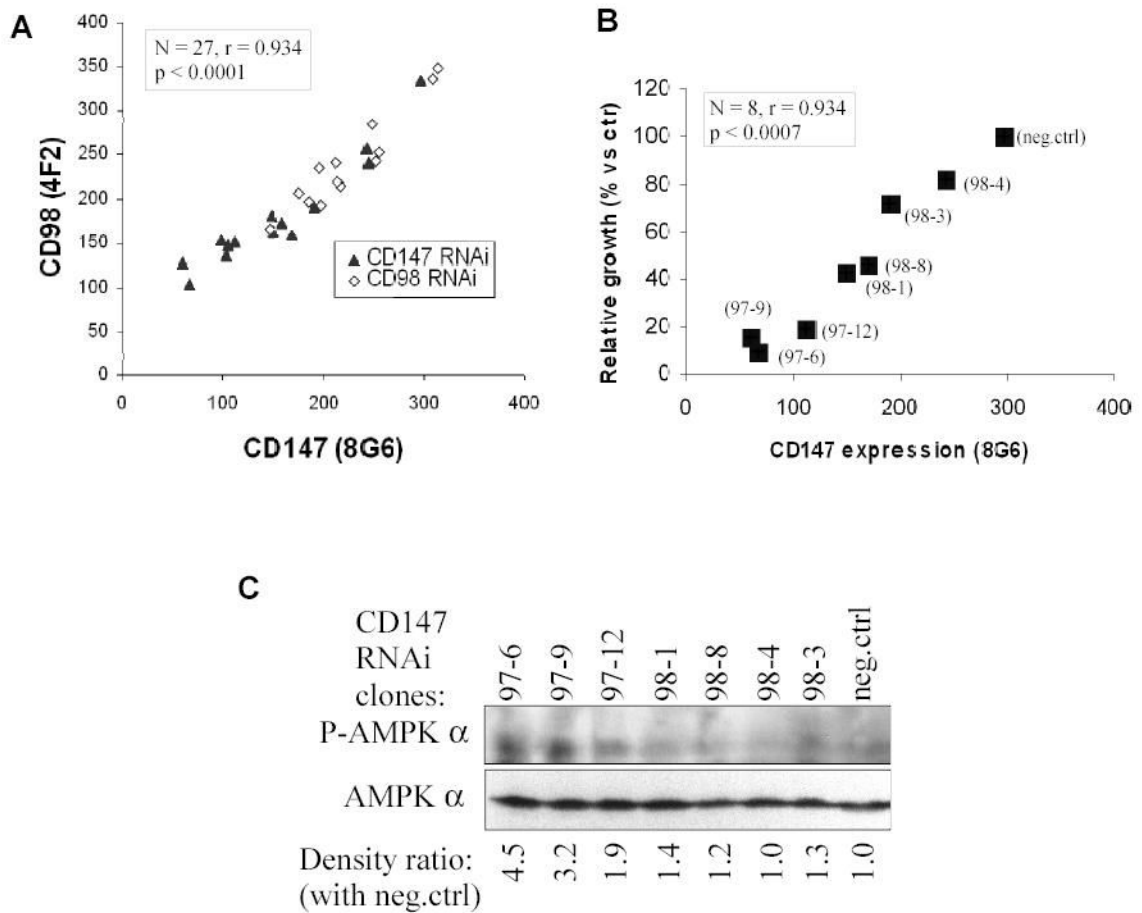 A
N = 27, r = 0.934
p < 0.0001
CD98 (4F2)
400
350
300
250
200
150
100
50
0
0 100 200 300 400
CD147 (8G6)
CD147 RNAi
CD98 RNAi
B
N = 8, r = 0.934
p < 0.0007
Relative growth (% vs ctr)
120
100
80
60
40
20
0
0 100 200 300 400
CD147 expression (8G6)
(neg.ctrl)
(98-4)
(98-3)
(98-8)
(98-1)
(97-9)
(97-12)
(97-6)
C
CD147
RNAi
clones:
97-6 97-9 97-12 98-1 98-8 98-4 98-3 neg.ctrl
P-AMPK α
AMPK α
Density ratio:
(with neg.ctrl)
4.5 3.2 1.9 1.4 1.2 1.0 1.3 1.0